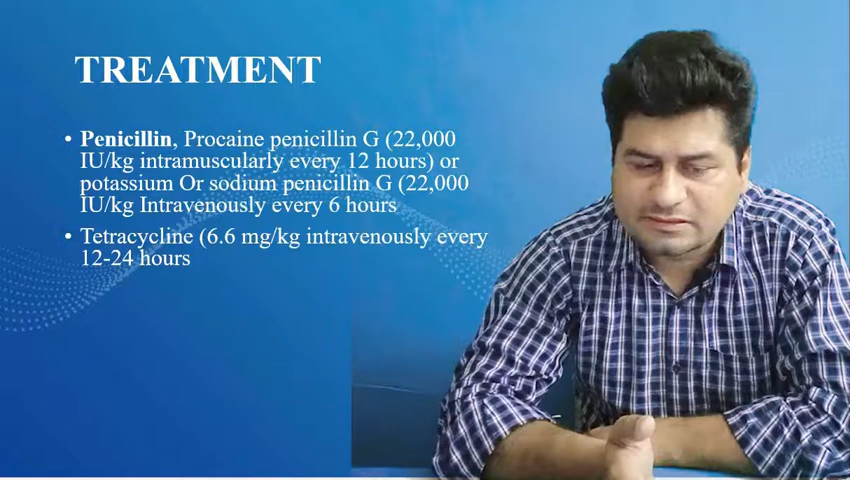 TREATMENT
• Penicillin, Procaine penicillin G (22,000
IU/kg intramuscularly every 12 hours) or
potassium Or sodium penicillin G (22,000
IU/kg Intravenously every 6 hours
• Tetracycline (6.6 mg/kg intravenously every
12-24 hours